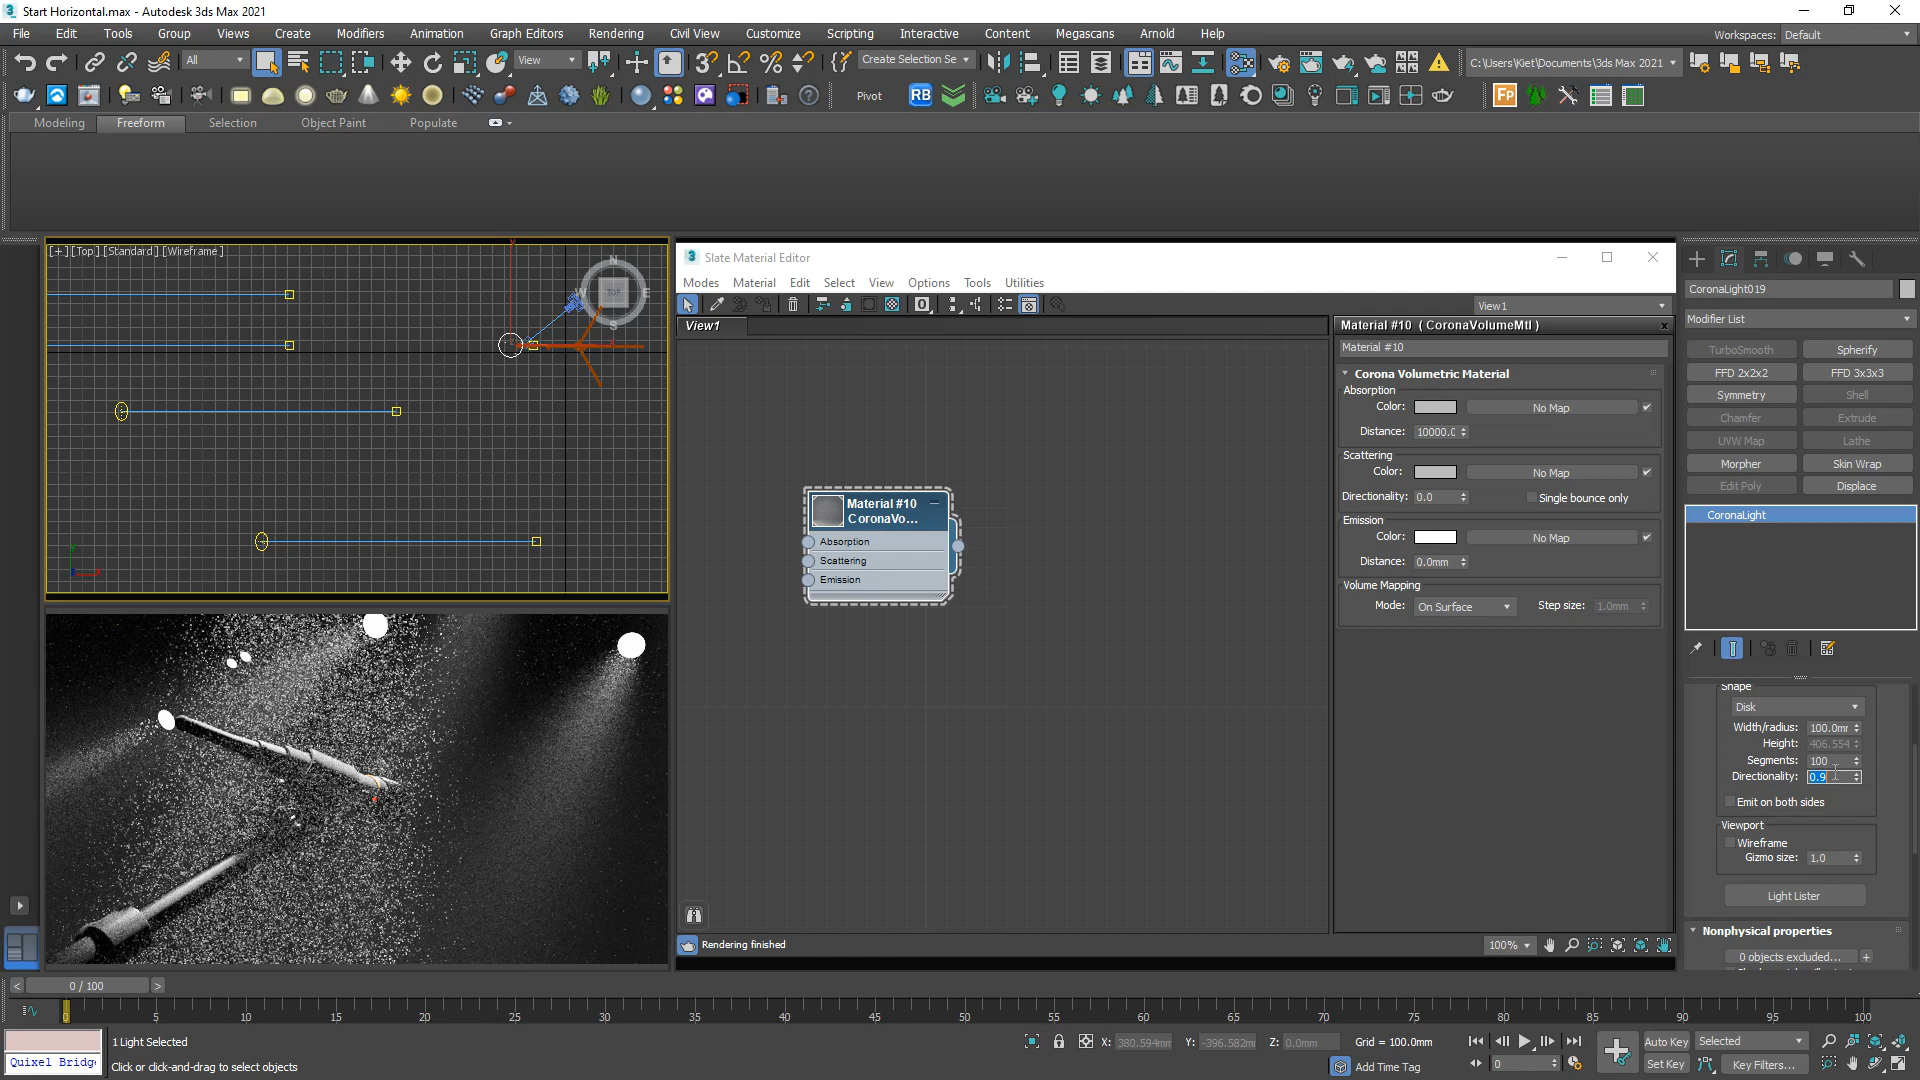 Start Horizontal.max - Autodesk 3ds Max 2021
File Edit Tools Group Views Create Modifiers Animation Graph Editors Rendering Civil View Customize Scripting Interactive Content Megascans Arnold Help
Workspaces: Default
All
View
Create Selection Se
C:\Users\Kiet\Documents\3ds Max 2021
Pivot
RB
Fp
Modeling Freeform Selection Object Paint Populate
[+] [Top] [Standard] [Wireframe]
N
W
TOP
E
S
Slate Material Editor
Modes Material Edit Select View Options Tools Utilities
View1
View1
Material #10
CoronaVo...
Absorption
Scattering
Emission
Material #10 ( CoronaVolumeMtl )
Material #10
Corona Volumetric Material
Absorption
Color: No Map
Distance: 10000.0
Scattering
Color: No Map
Directionality: 0.0 Single bounce only
Emission
Color: No Map
Distance: 0.0mm
Volume Mapping
Mode: On Surface Step size: 1.0mm
Rendering finished
100%
CoronaLight019
Modifier List
TurboSmooth Spherify
FFD 2x2x2 FFD 3x3x3
Symmetry Shell
Chamfer Extrude
UVW Map Lathe
Morpher Skin Wrap
Edit Poly Displace
CoronaLight
Shape
Disk
Width/radius: 100.0mr
Height: 406.554
Segments: 100
Directionality: 0.9
Emit on both sides
Viewport
Wireframe
Gizmo size: 1.0
Light Lister
Nonphysical properties
0 objects excluded... +
< 0 / 100 >
0 5 10 15 20 25 30 35 40 45 50 55 60 65 70 75 80 85 90 95 100
1 Light Selected
Quixel Bridg
Click or click-and-drag to select objects
X: 380.594mm Y: -396.582m Z: 0.0mm Grid = 100.0mm
Add Time Tag
0
Auto Key Selected
Set Key Key Filters...